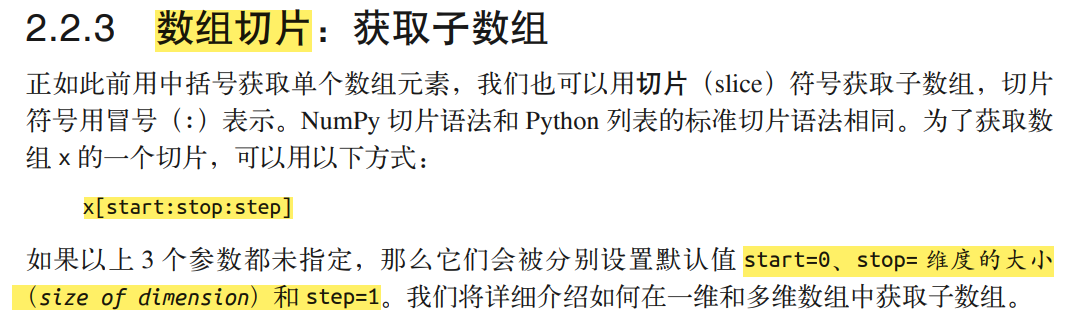 2.2.3 数组切片：获取子数组
正如此前用中括号获取单个数组元素，我们也可以用切片（slice）符号获取子数组，切片
符号用冒号（:）表示。NumPy 切片语法和 Python 列表的标准切片语法相同。为了获取数
组 x 的一个切片，可以用以下方式：
x[start:stop:step]
如果以上 3 个参数都未指定，那么它们会被分别设置默认值 start=0、stop= 维度的大小
（size of dimension）和 step=1。我们将详细介绍如何在一维和多维数组中获取子数组。